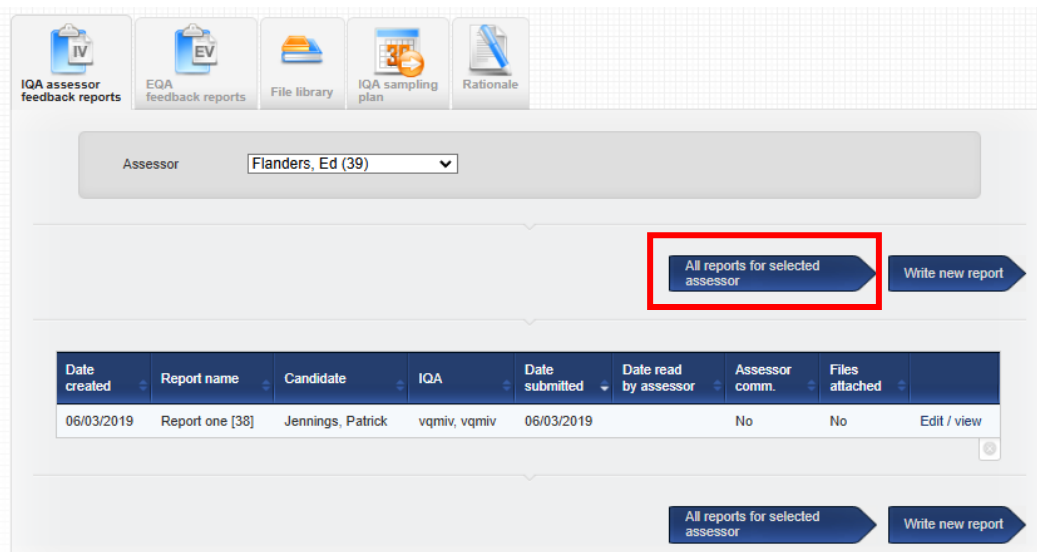 IV
EV
36
IQA assessor
feedback reports
EQA
feedback reports
File library
IQA sampling
plan
Rationale
Assessor
Flanders, Ed (39)
All reports for selected
assessor
Write new report
Date
created
Report name
Candidate
IQA
Date
submitted
Date read
by assessor
Assessor
comm.
Files
attached
06/03/2019 Report one [38] Jennings, Patrick vqmiv, vqmiv 06/03/2019 No No Edit / view
All reports for selected
assessor
Write new report